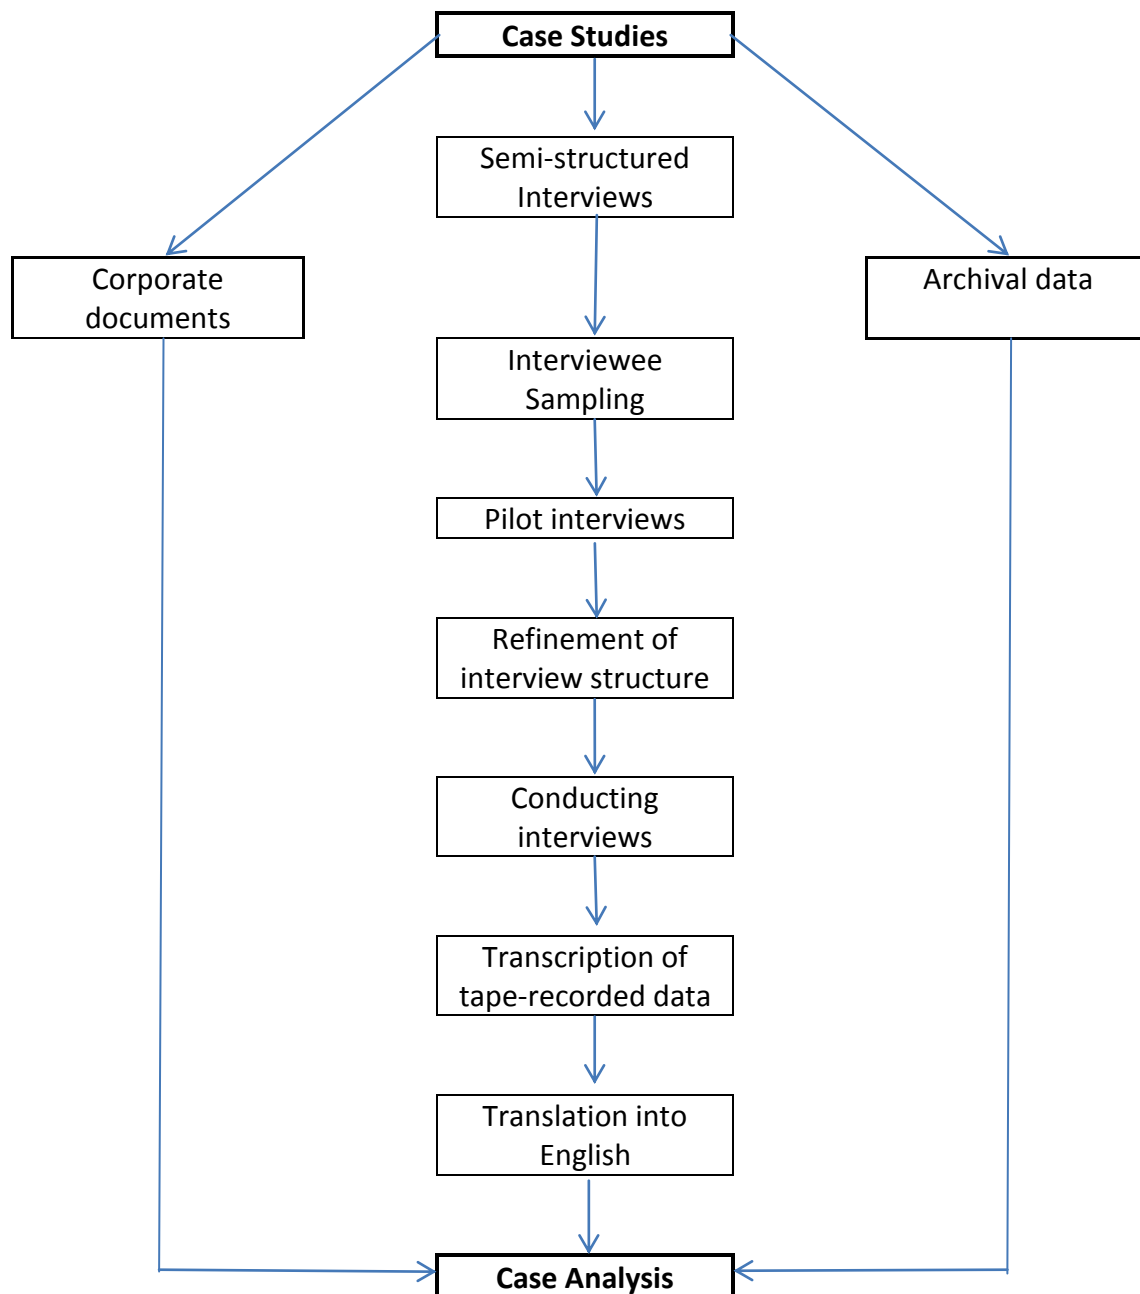 Case Studies
Semi-structured
Interviews
Corporate
documents
Archival data
Interviewee
Sampling
Pilot interviews
Refinement of
interview structure
Conducting
interviews
Transcription of
tape-recorded data
Translation into
English
Case Analysis